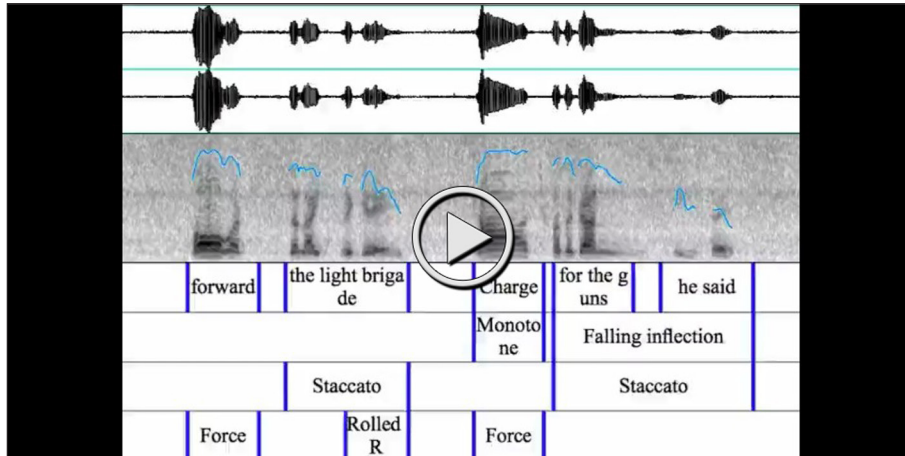 forward
the light briga
de
Charge
for the g
uns
he said
Monoto
ne
Falling inflection
Staccato
Staccato
Force
Rolled
R
Force